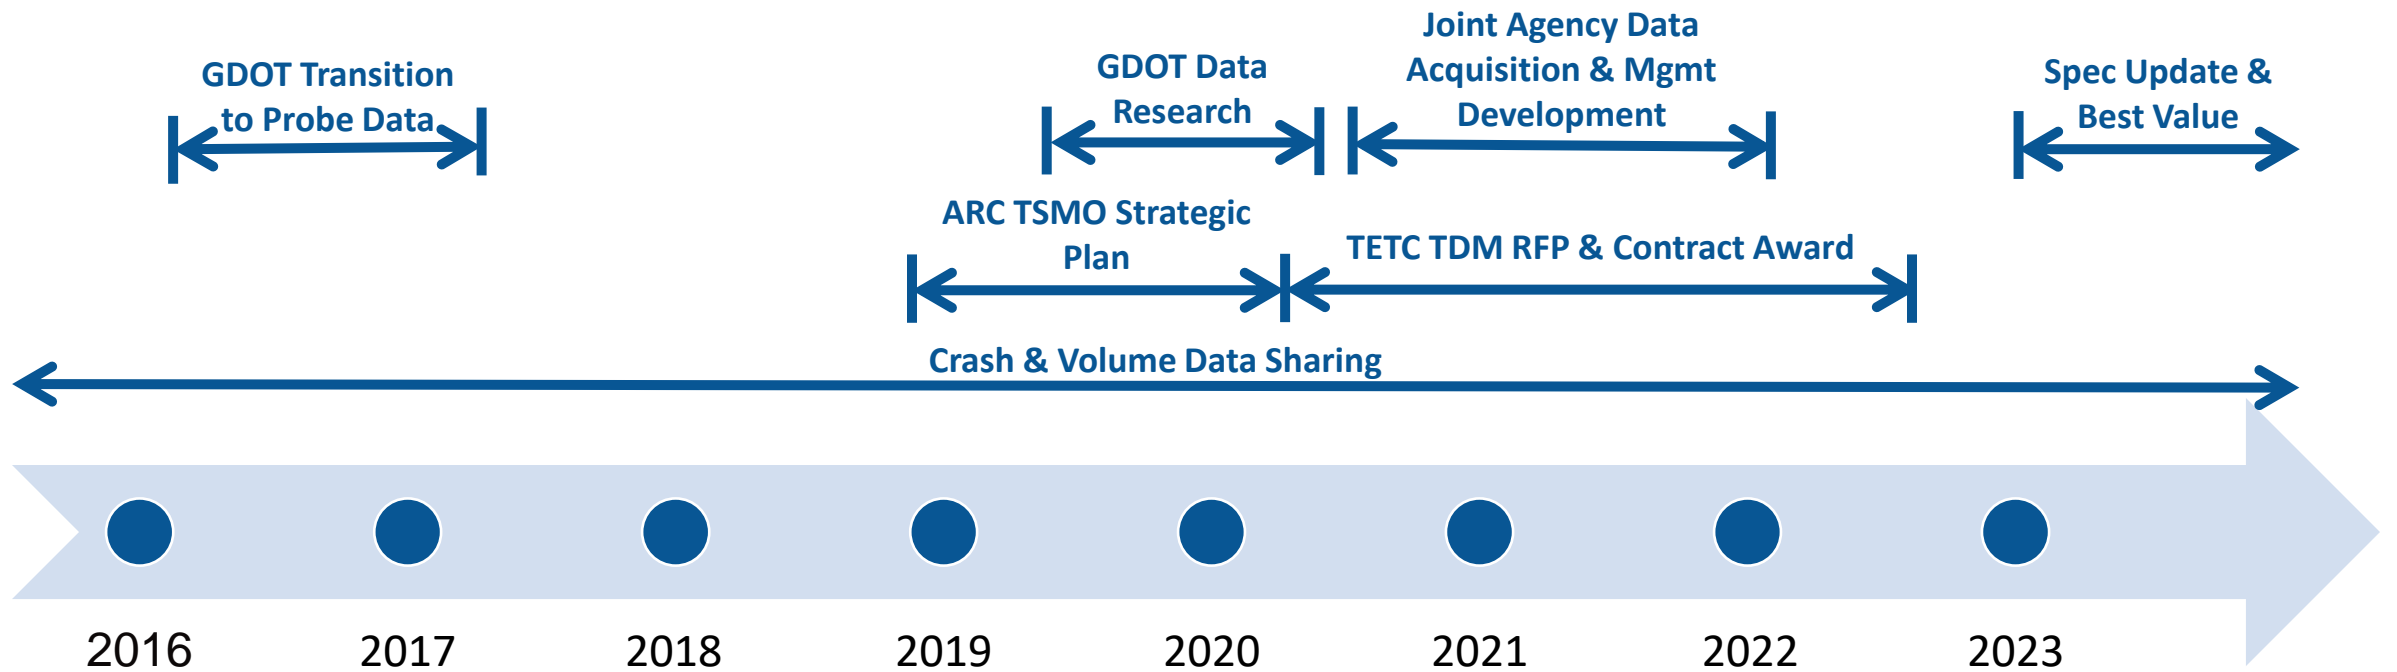 GDOT Transition
to Probe Data
GDOT Data
Research
Joint Agency Data
Acquisition & Mgmt
Development
Spec Update &
Best Value
ARC TSMO Strategic
Plan
TETC TDM RFP & Contract Award
Crash & Volume Data Sharing
2016 2017 2018 2019 2020 2021 2022 2023